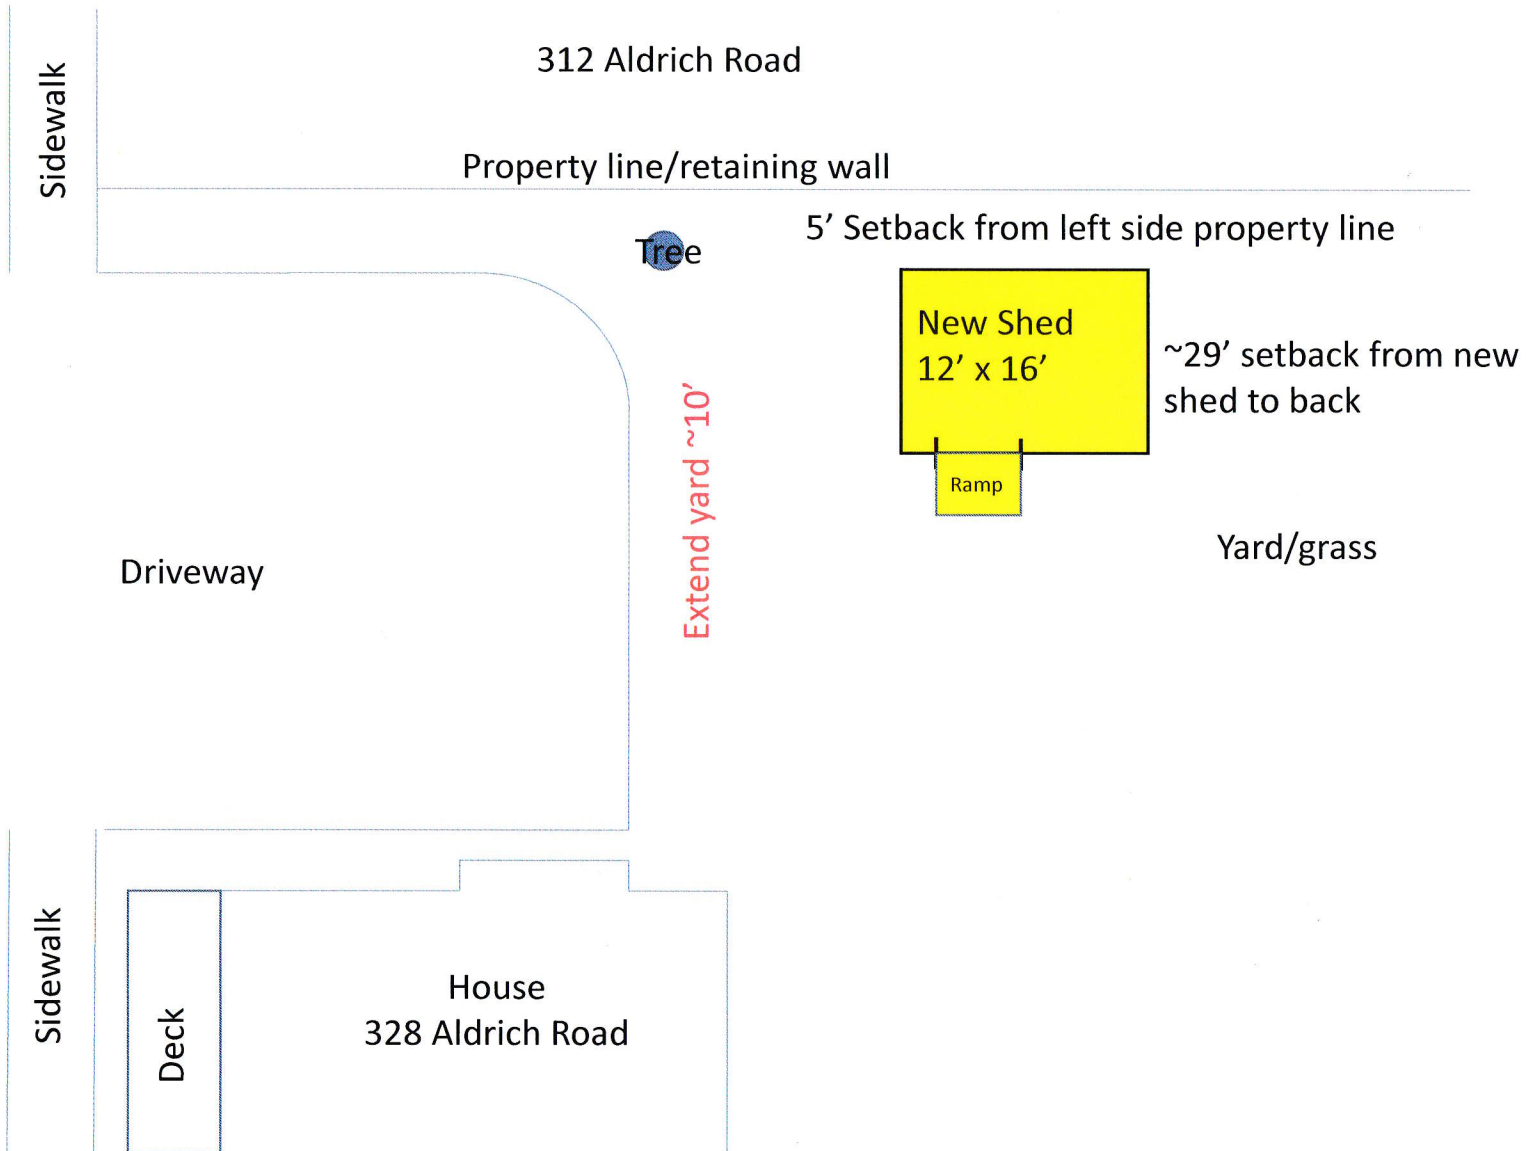 312 Aldrich Road
Sidewalk
Property line/retaining wall
5’ Setback from left side property line
Tree
New Shed
12’ x 16’
~29’ setback from new
shed to back
Extend yard ~10’
Ramp
Yard/grass
Driveway
Sidewalk
Deck
House
328 Aldrich Road